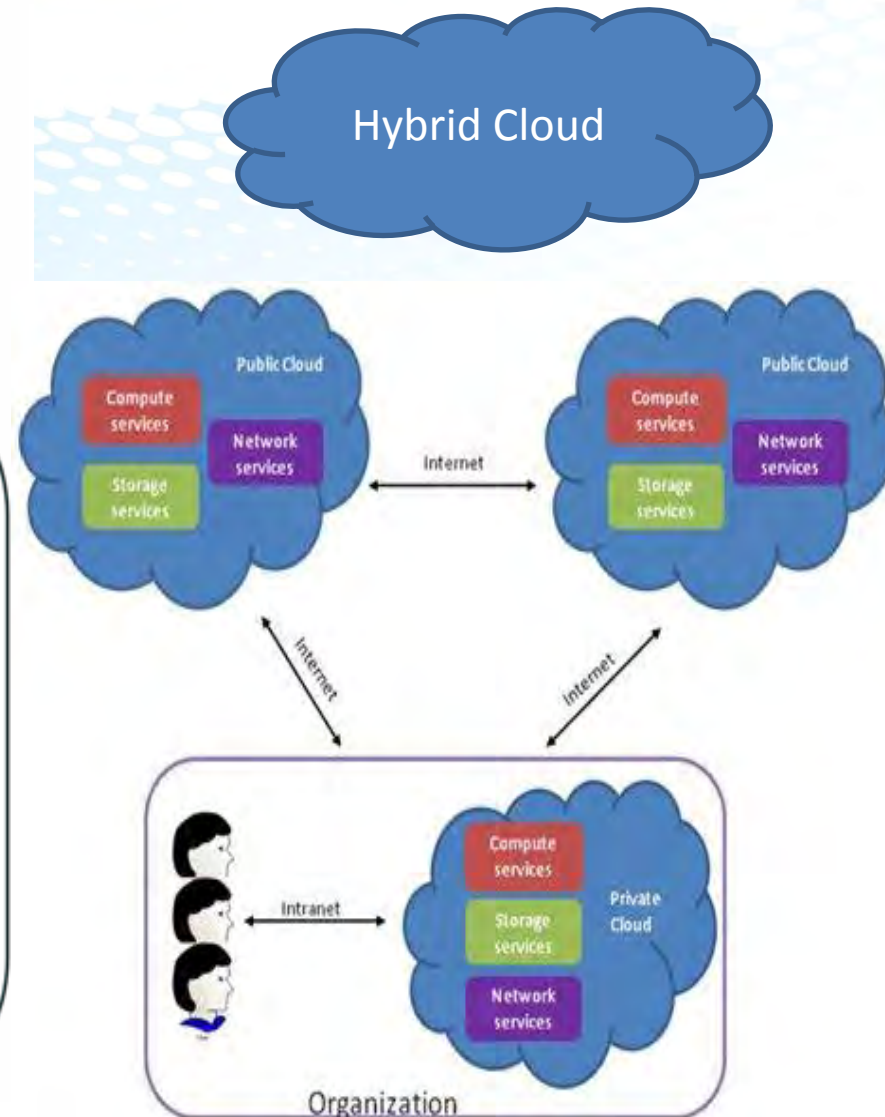 Hybrid Cloud
Public Cloud
Compute
services
Network
services
Storage
services
Internet
Public Cloud
Compute
services
Network
services
Storage
services
Internet
Internet
Compute
services
Intranet
Private
Cloud
Storage
services
Network
services
Organization